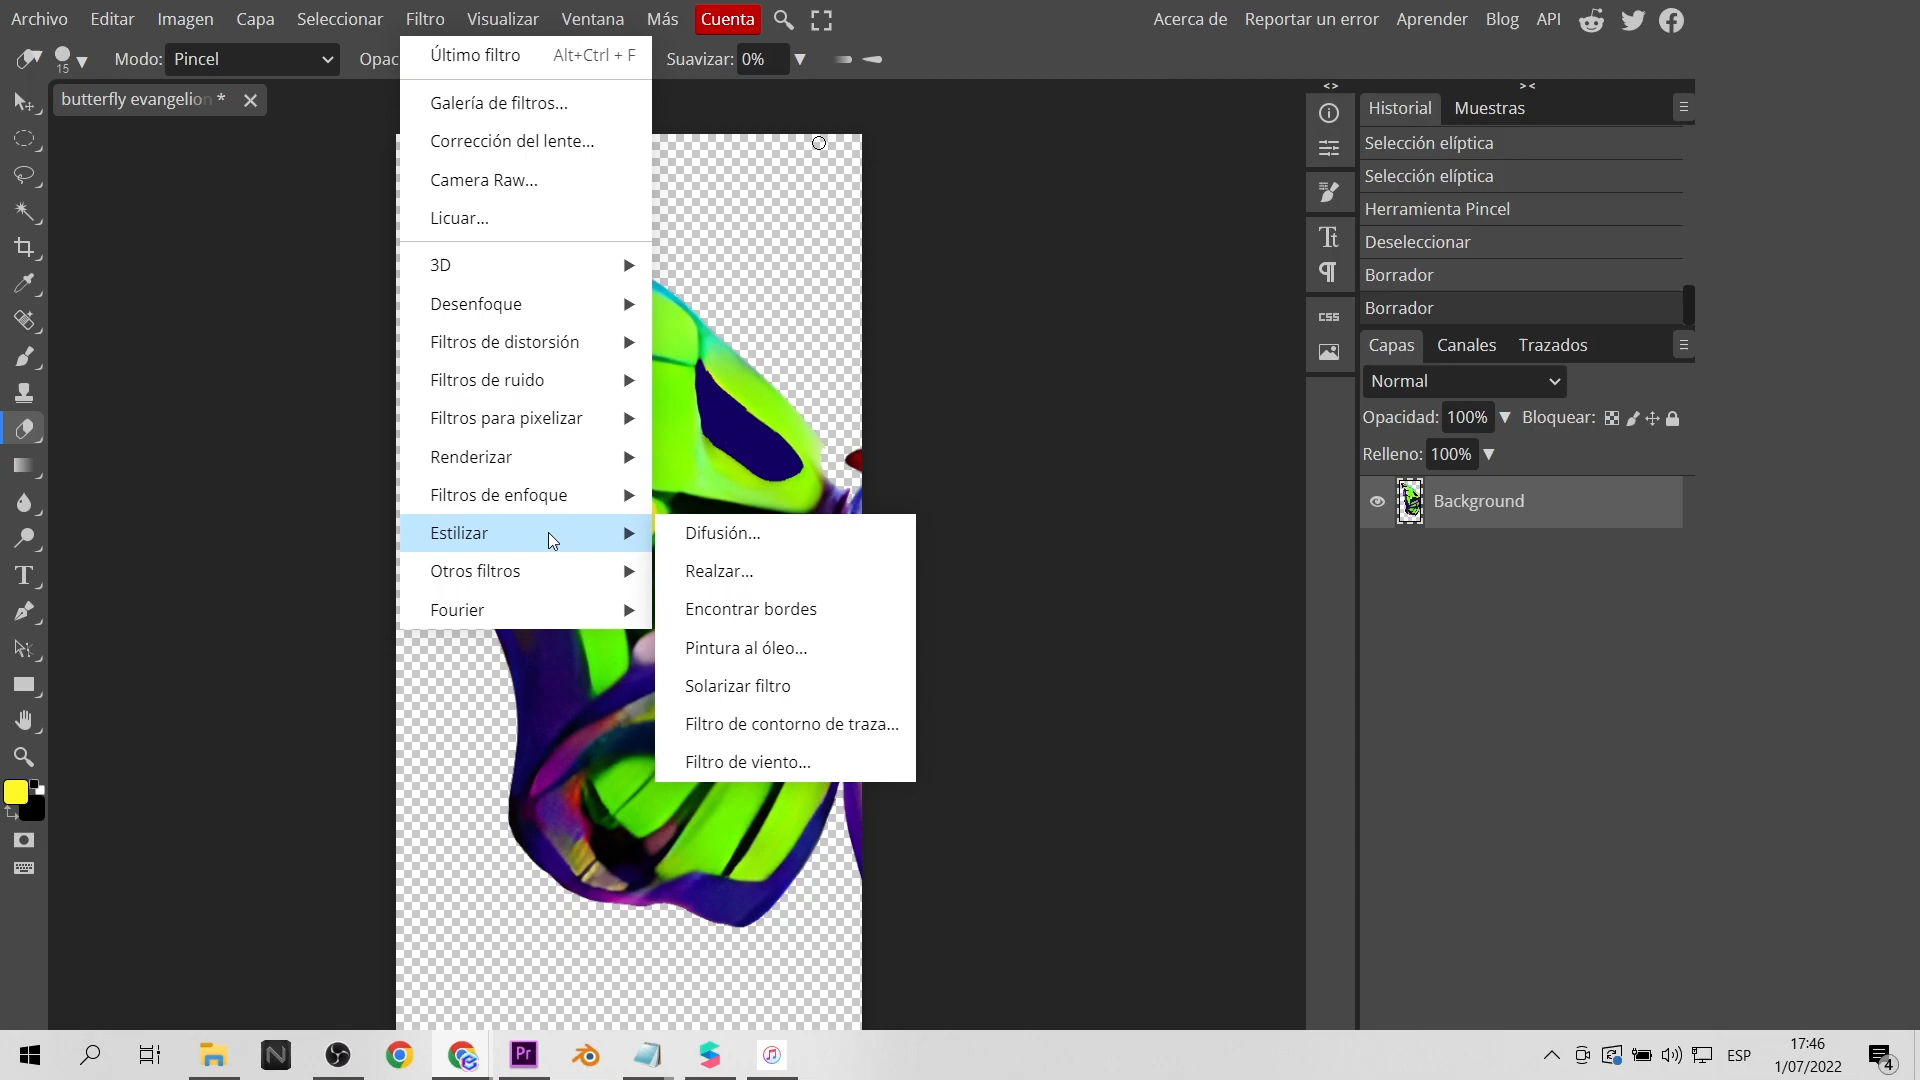 Archivo Editar Imagen Capa Seleccionar Filtro Visualizar Ventana Más Cuenta Acerca de Reportar un error Aprender Blog API
15 Modo: Pincel Opac Suavizar: 0%
butterfly evangelion *
Último filtro Alt+Ctrl + F
Galería de filtros...
Corrección del lente...
Camera Raw...
Licuar...
3D
Desenfoque
Filtros de distorsión
Filtros de ruido
Filtros para pixelizar
Renderizar
Filtros de enfoque
Estilizar
Otros filtros
Fourier
Difusión...
Realzar...
Encontrar bordes
Pintura al óleo...
Solarizar filtro
Filtro de contorno de traza...
Filtro de viento...
CSS
Historial Muestras
Selección elíptica
Selección elíptica
Herramienta Pincel
Deseleccionar
Borrador
Borrador
Capas Canales Trazados
Normal
Opacidad: 100% Bloquear:
Relleno: 100%
Background
Pr
ESP
17:46
1/07/2022
4